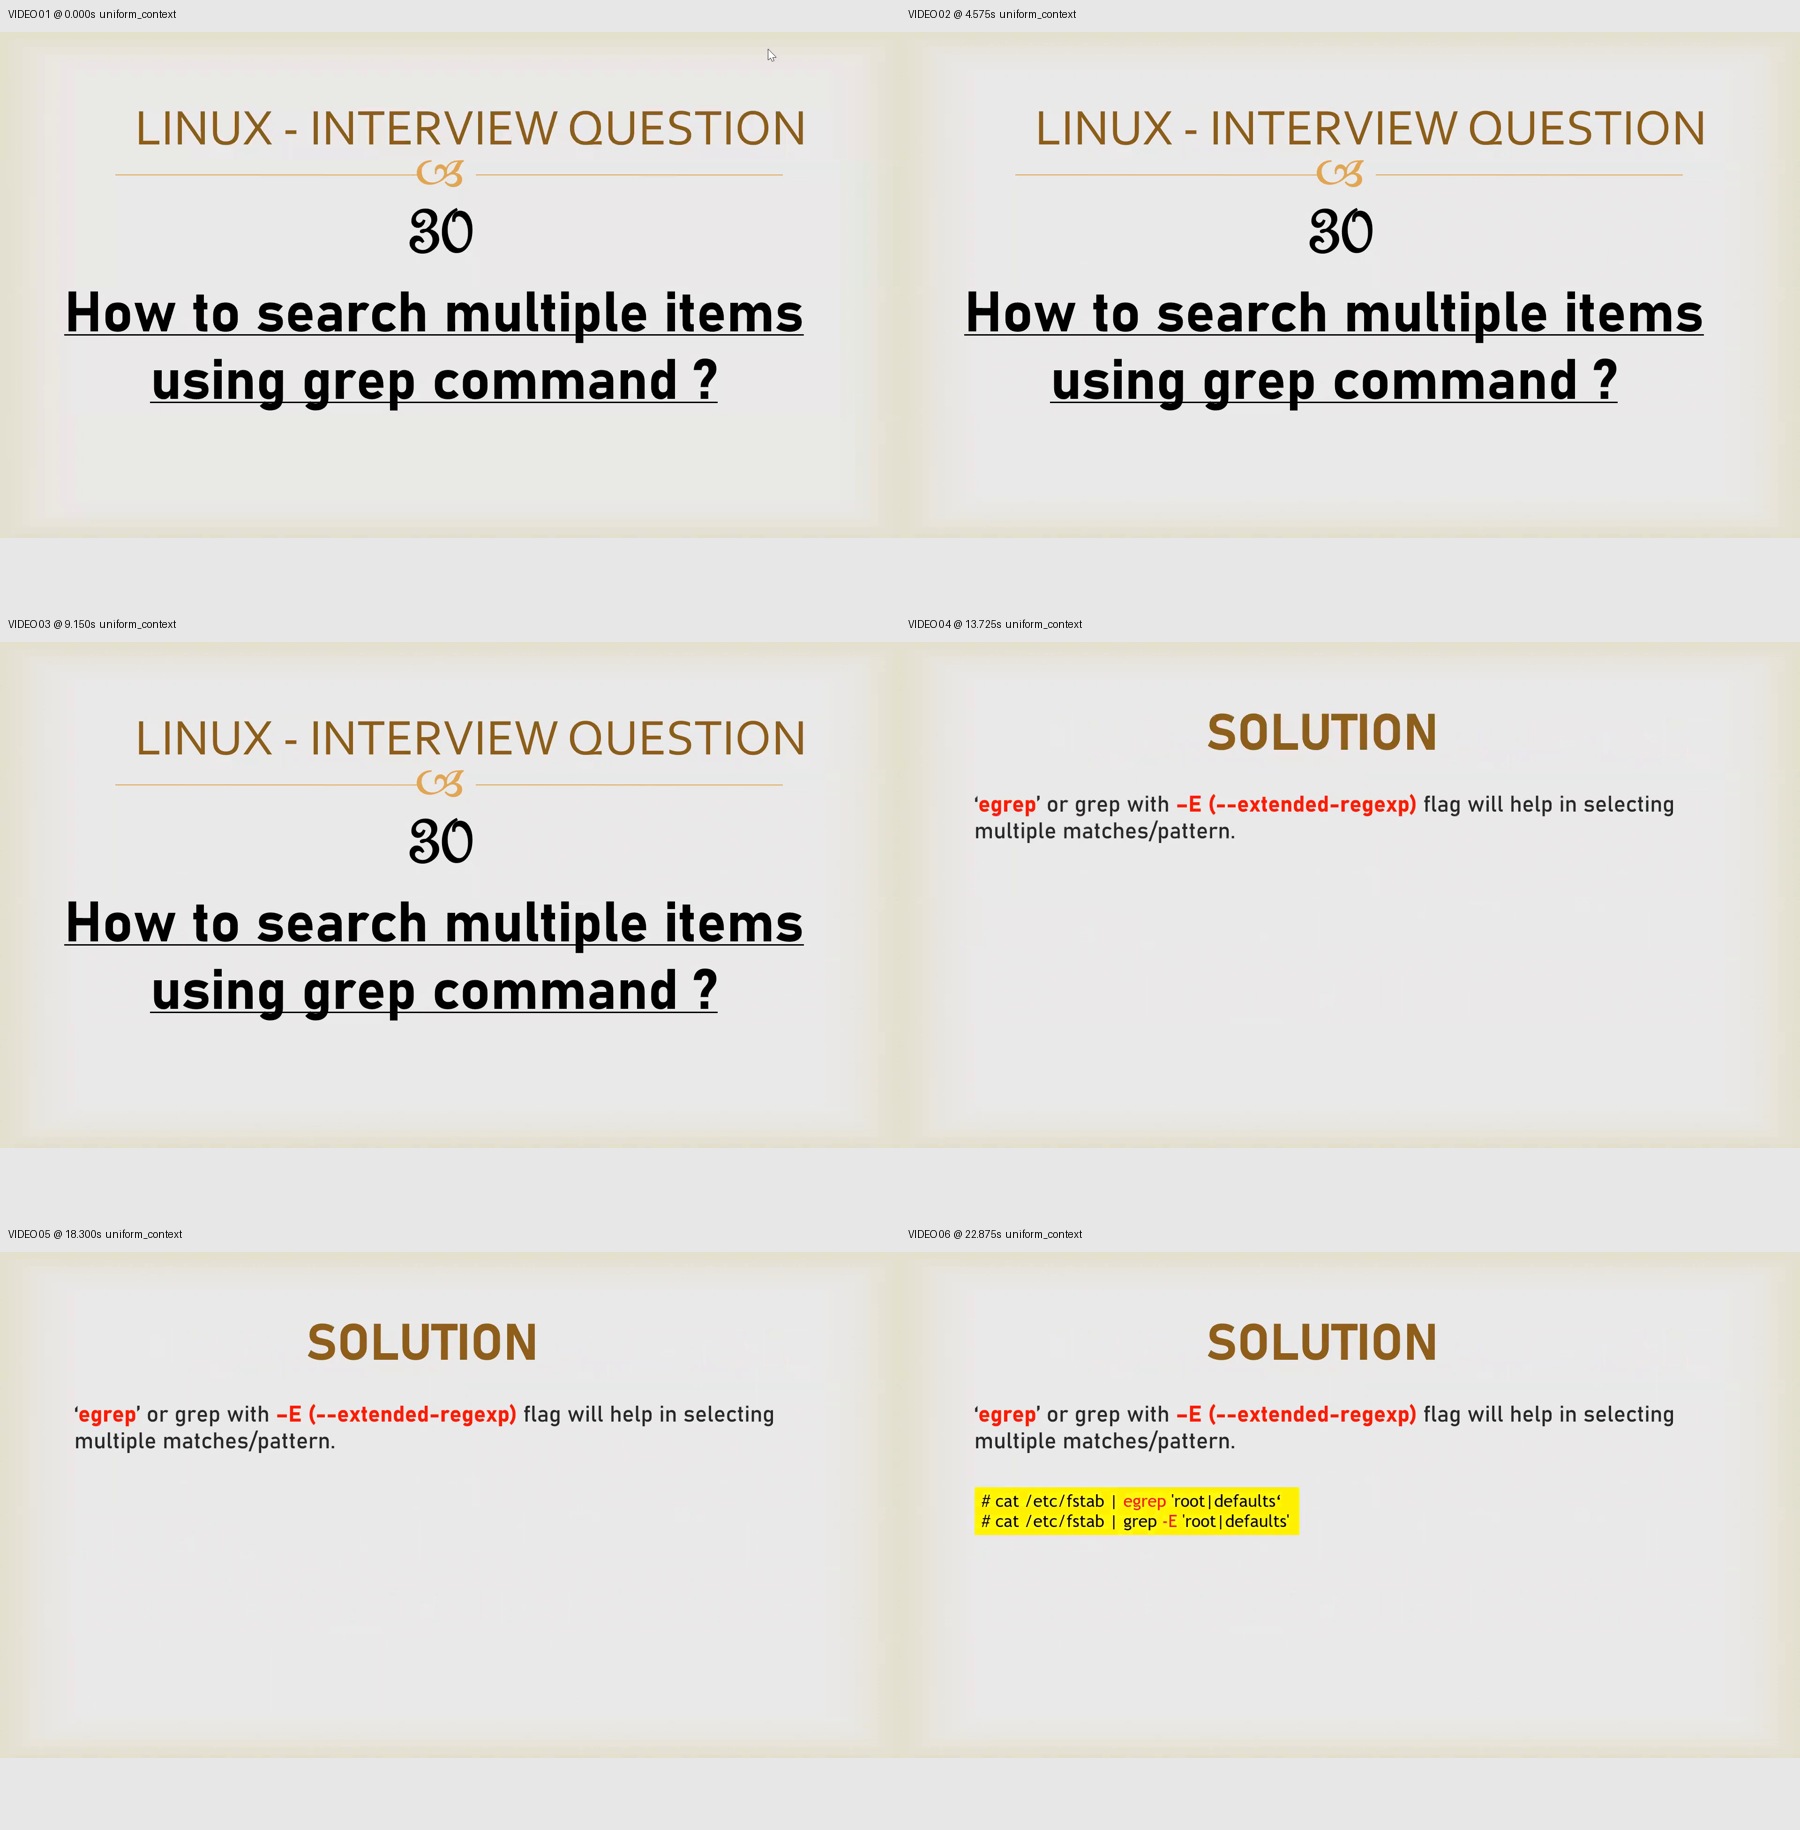 VIDEO01 @ 0.000s uniform_context
LINUX - INTERVIEW QUESTION
30
How to search multiple items
using grep command ?
VIDEO02 @ 4.575s uniform_context
LINUX - INTERVIEW QUESTION
30
How to search multiple items
using grep command ?
VIDEO03 @ 9.150s uniform_context
LINUX - INTERVIEW QUESTION
30
How to search multiple items
using grep command ?
VIDEO04 @ 13.725s uniform_context
SOLUTION
‘egrep’ or grep with –E (--extended-regexp) flag will help in selecting
multiple matches/pattern.
VIDEO05 @ 18.300s uniform_context
SOLUTION
‘egrep’ or grep with –E (--extended-regexp) flag will help in selecting
multiple matches/pattern.
VIDEO06 @ 22.875s uniform_context
SOLUTION
‘egrep’ or grep with –E (--extended-regexp) flag will help in selecting
multiple matches/pattern.
# cat /etc/fstab | egrep 'root|defaults‘
# cat /etc/fstab | grep -E 'root|defaults'